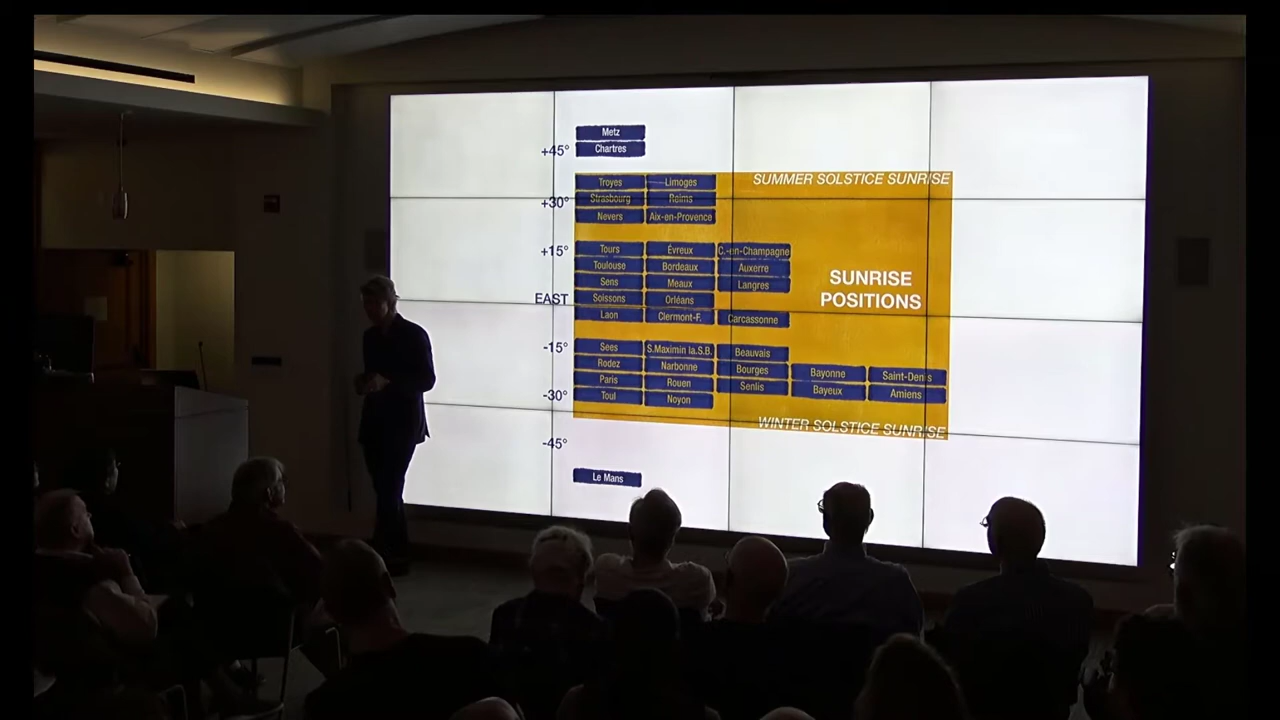 Metz
+45° Chartres
SUMMER SOLSTICE SUNRISE
Troyes Limoges
+30° Strasbourg Reims
Nevers Aix-en-Provence
+15° Tours Évreux C.-en-Champagne
Toulouse Bordeaux Auxerre
Sens Meaux Langres
EAST Soissons Orléans
Laon Clermont-F. Carcassonne
SUNRISE
POSITIONS
-15° Sees S.Maximin la.S.B. Beauvais
Rodez Narbonne Bourges Bayonne Saint-Denis
Paris Rouen Senlis Bayeux Amiens
-30° Toul Noyon
WINTER SOLSTICE SUNRISE
-45°
Le Mans